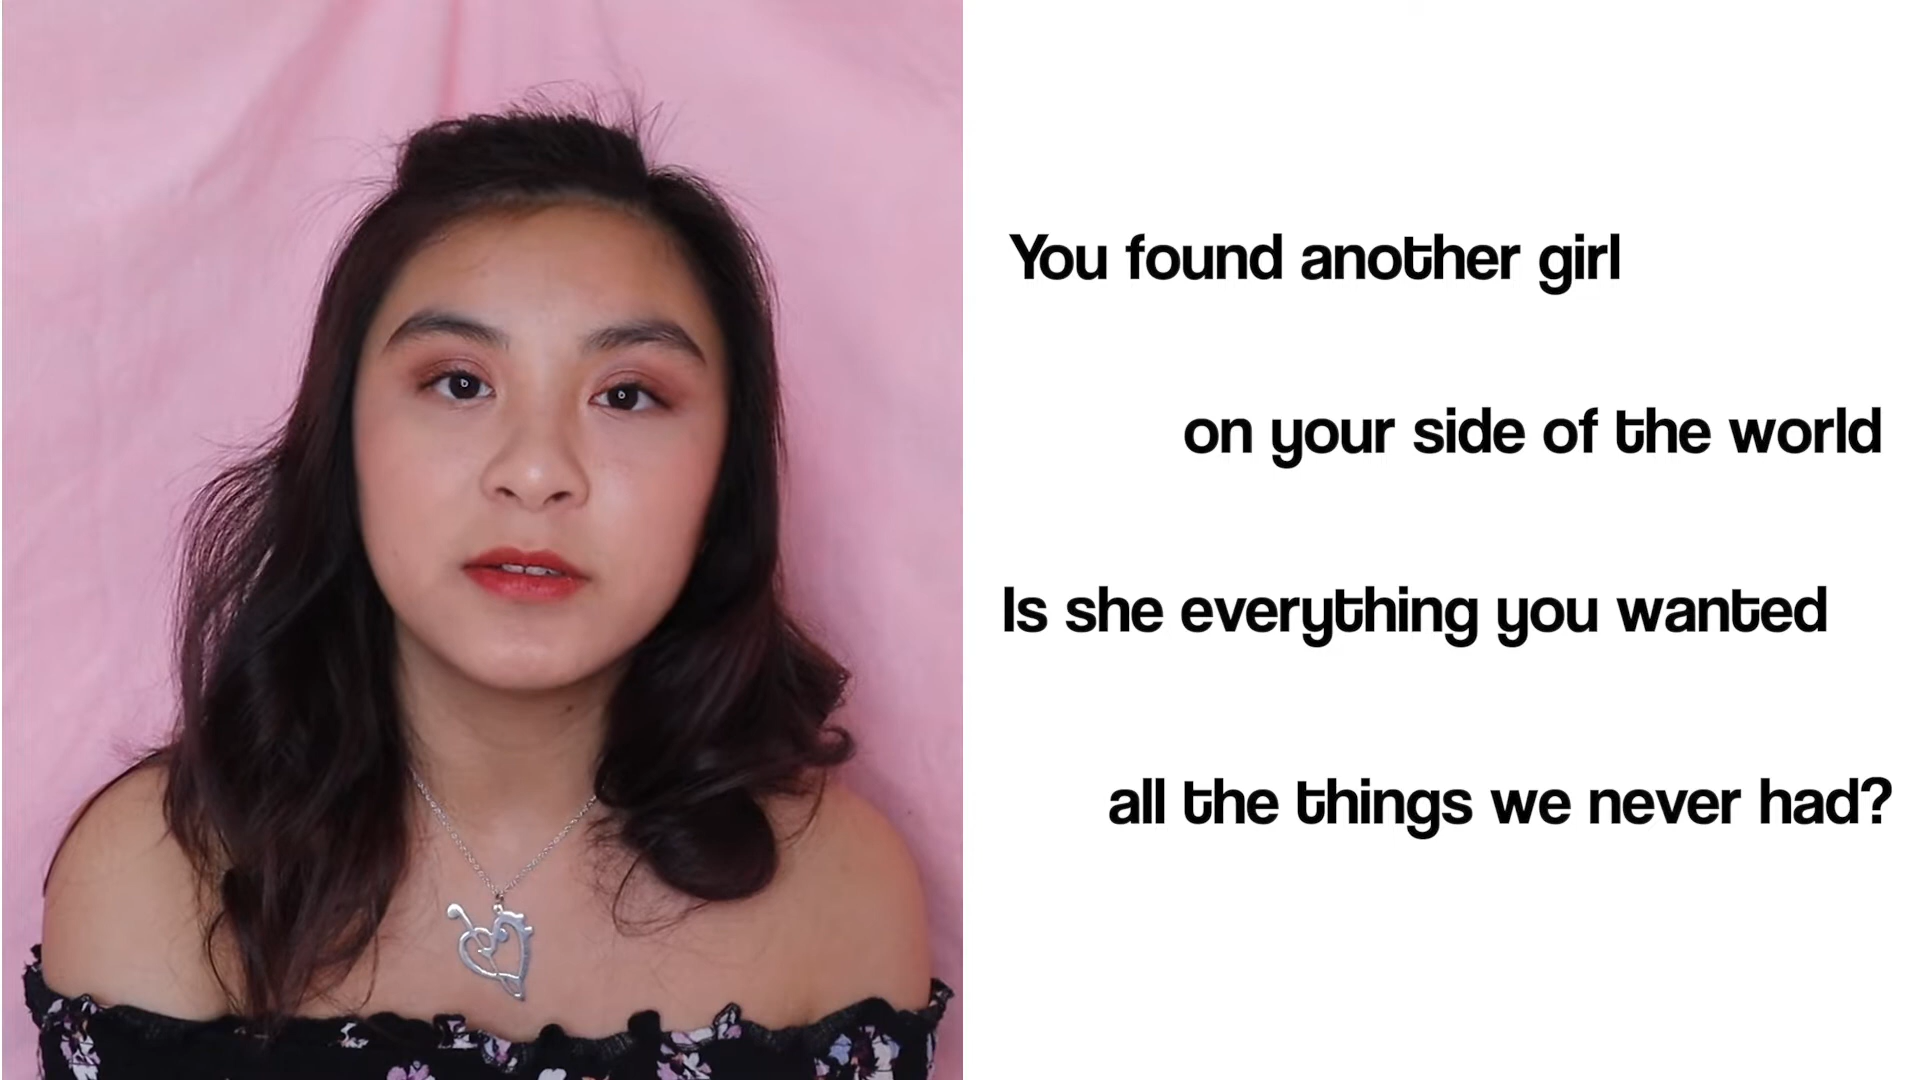 You found another girl
on your side of the world
Is she everything you wanted
all the things we never had?